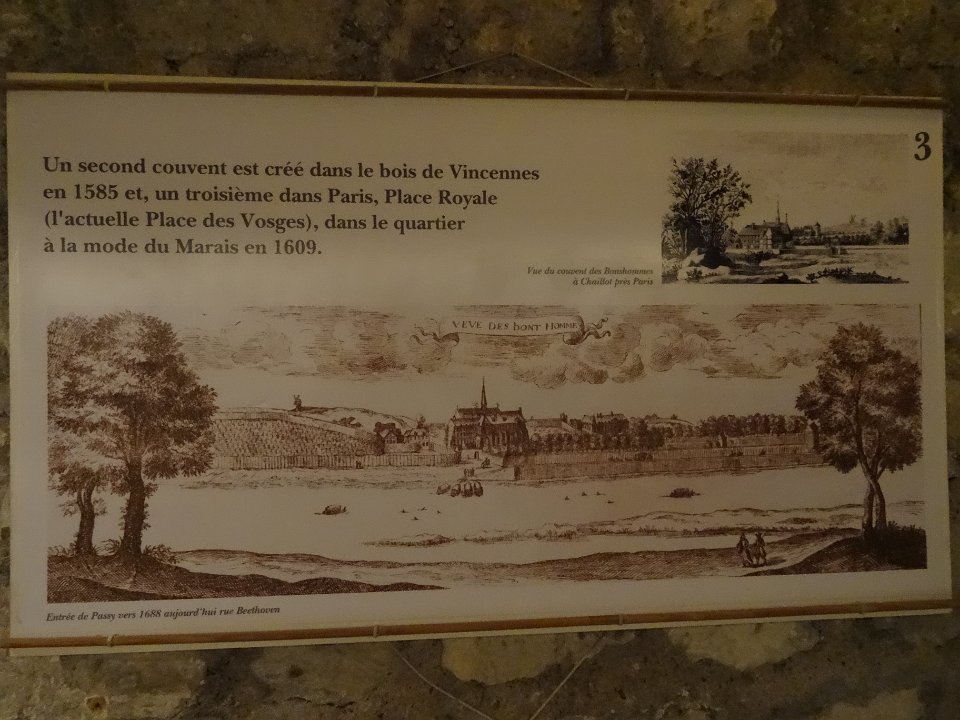 3
Un second couvent est créé dans le bois de Vincennes
en 1585 et, un troisième dans Paris, Place Royale
(l'actuelle Place des Vosges), dans le quartier
à la mode du Marais en 1609.
Vue du couvent des Bonshommes
à Chaillot près Paris
VEVE DES BONT HOMME
Entrée de Passy vers 1688 aujourd'hui rue Beethoven